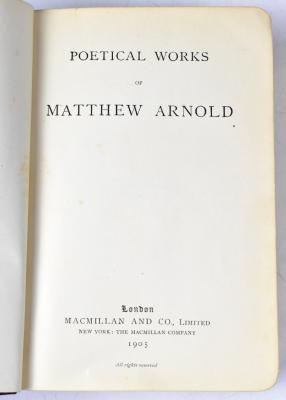 POETICAL WORKS
OF
MATTHEW ARNOLD
London
MACMILLAN AND CO., LIMITED
NEW YORK: THE MACMILLAN COMPANY
1905
All rights reserved